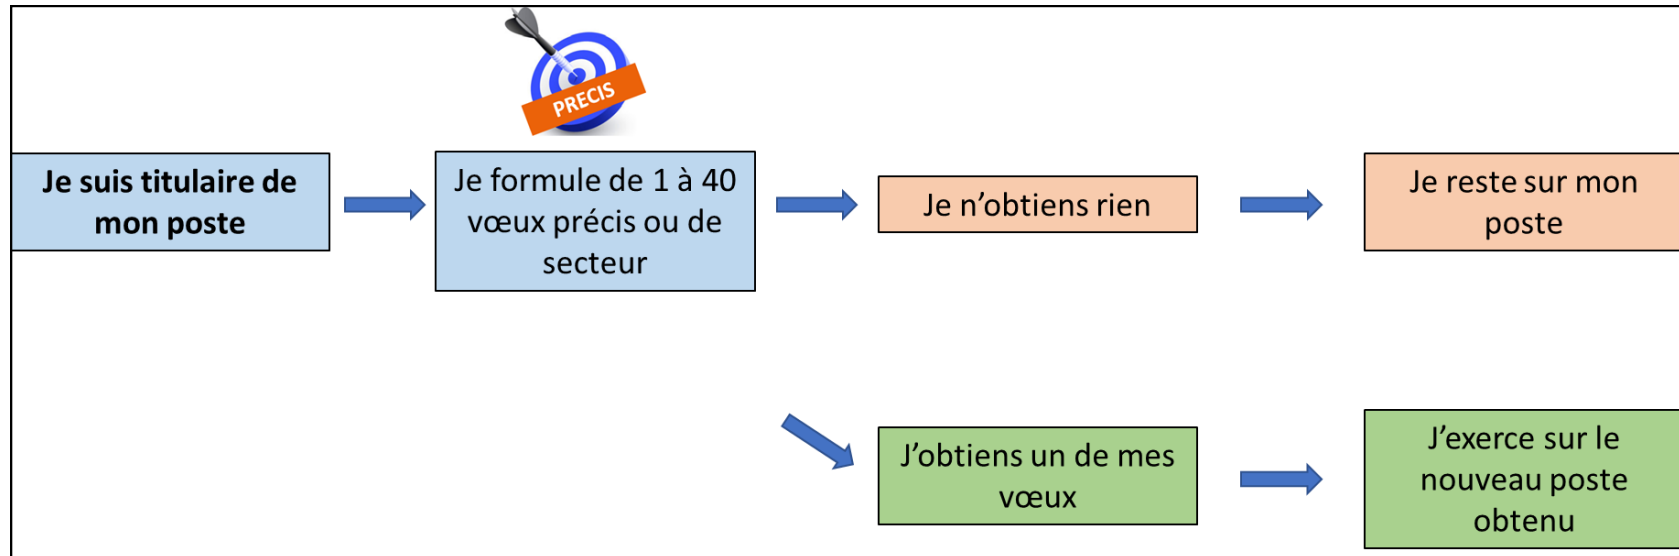 PRECIS
Je suis titulaire de
mon poste
Je formule de 1 à 40
vœux précis ou de
secteur
Je n’obtiens rien
Je reste sur mon
poste
J’obtiens un de mes
vœux
J’exerce sur le
nouveau poste
obtenu